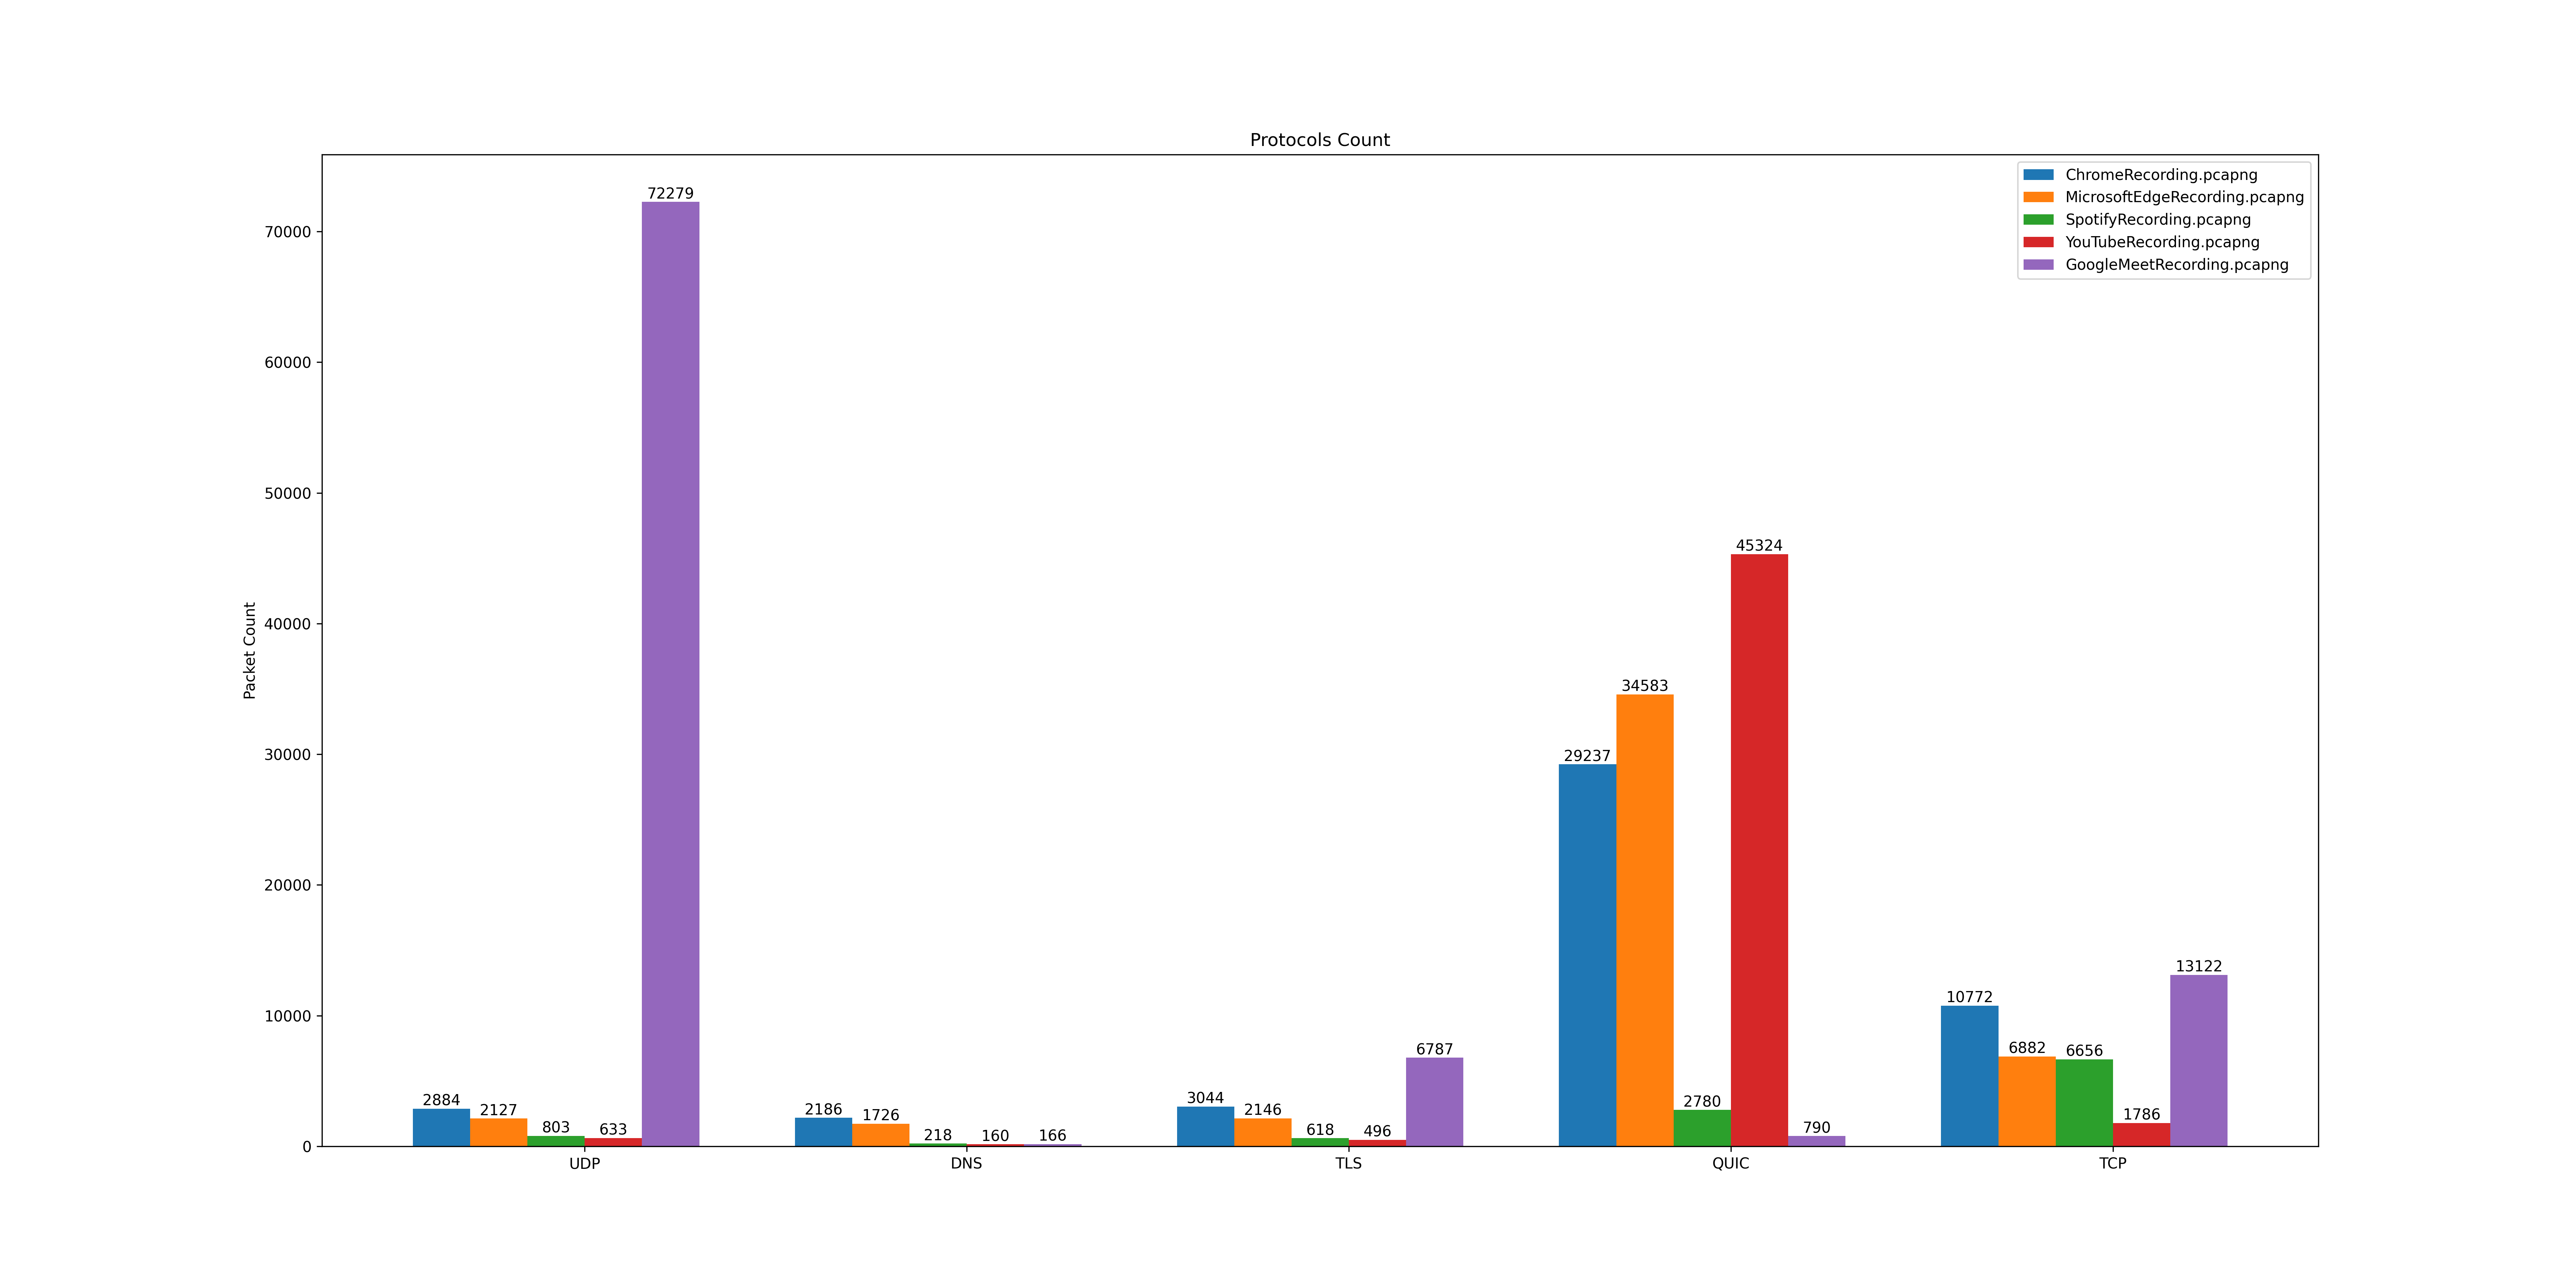 Protocols Count
ChromeRecording.pcapng
MicrosoftEdgeRecording.pcapng
SpotifyRecording.pcapng
YouTubeRecording.pcapng
GoogleMeetRecording.pcapng
Packet Count
70000
60000
50000
40000
30000
20000
10000
0
2884
2127
803
633
72279
2186
1726
218
160
166
3044
2146
618
496
6787
29237
34583
2780
45324
790
10772
6882
6656
1786
13122
UDP
DNS
TLS
QUIC
TCP